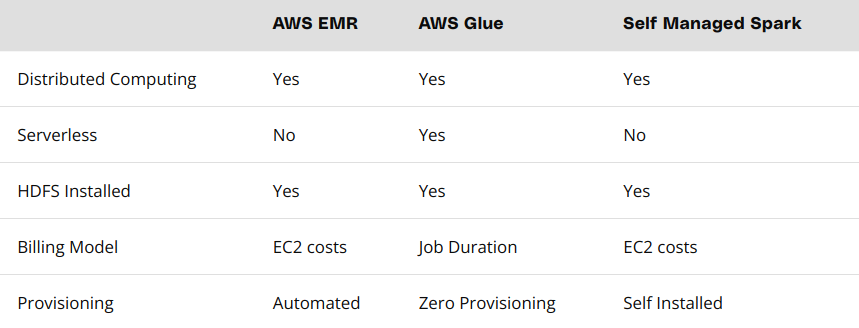 AWS EMR AWS Glue Self Managed Spark
Distributed Computing Yes Yes Yes
Serverless No Yes No
HDFS Installed Yes Yes Yes
Billing Model EC2 costs Job Duration EC2 costs
Provisioning Automated Zero Provisioning Self Installed